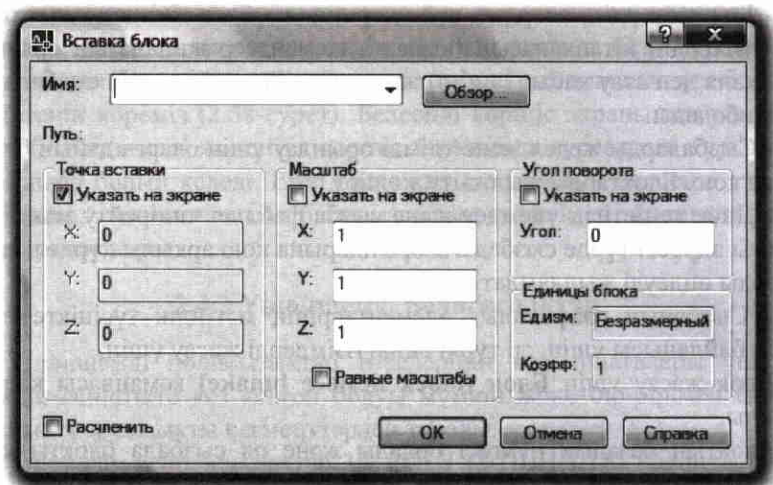 Вставка блока
Имя:
Обзор...
Путь:
Точка вставки
Указать на экране
X: 0
Y: 0
Z: 0
Масштаб
Указать на экране
X: 1
Y: 1
Z: 1
Равные масштабы
Угол поворота
Указать на экране
Угол: 0
Единицы блока
Ед.изм: Безразмерный
Коэфф: 1
Расчленить
OK
Отмена
Справка